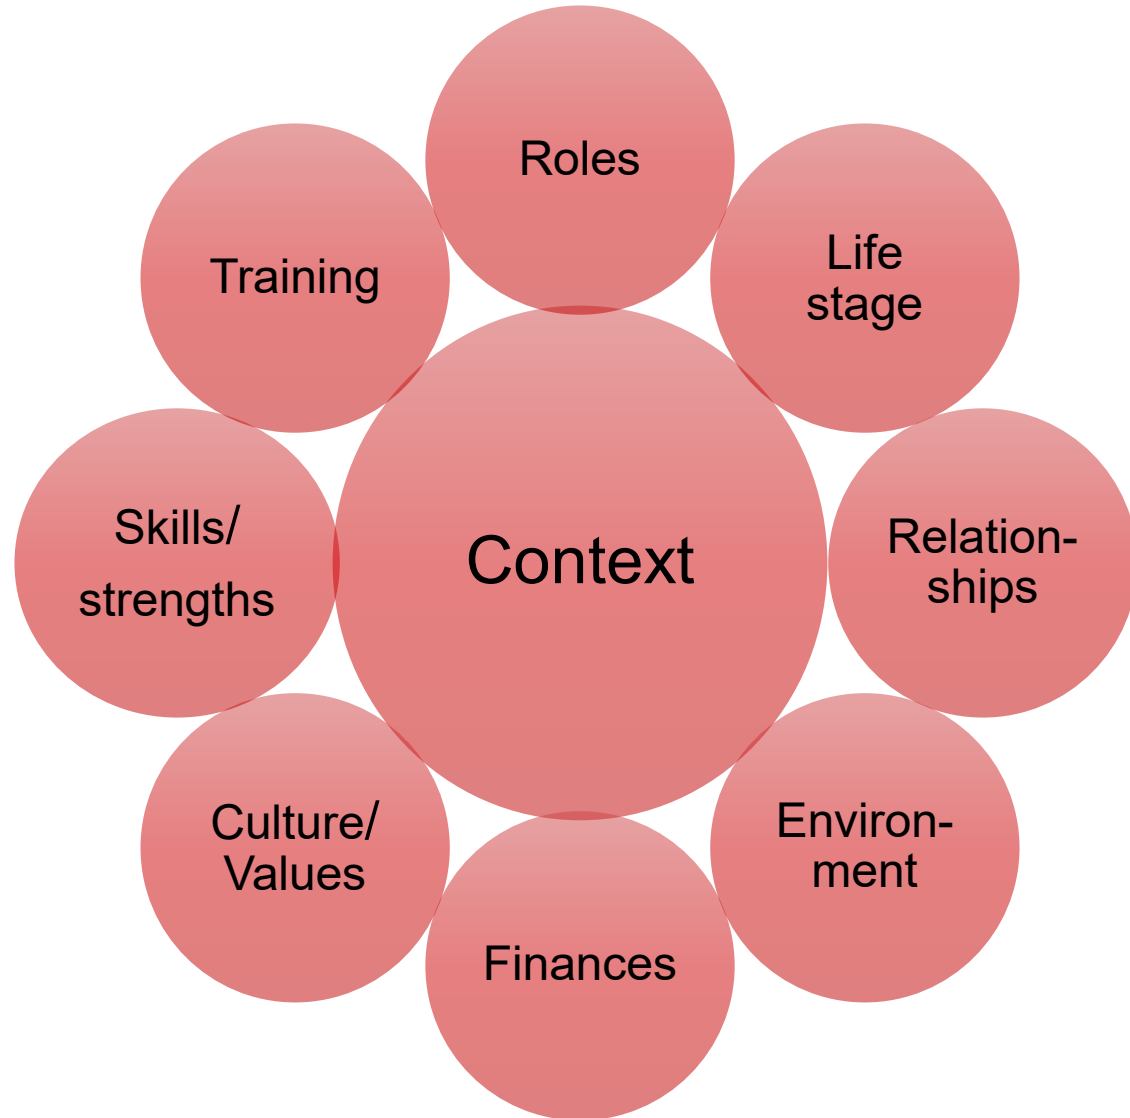 Roles
Life
stage
Relation-
ships
Environ-
ment
Finances
Culture/
Values
Skills/
strengths
Training
Context